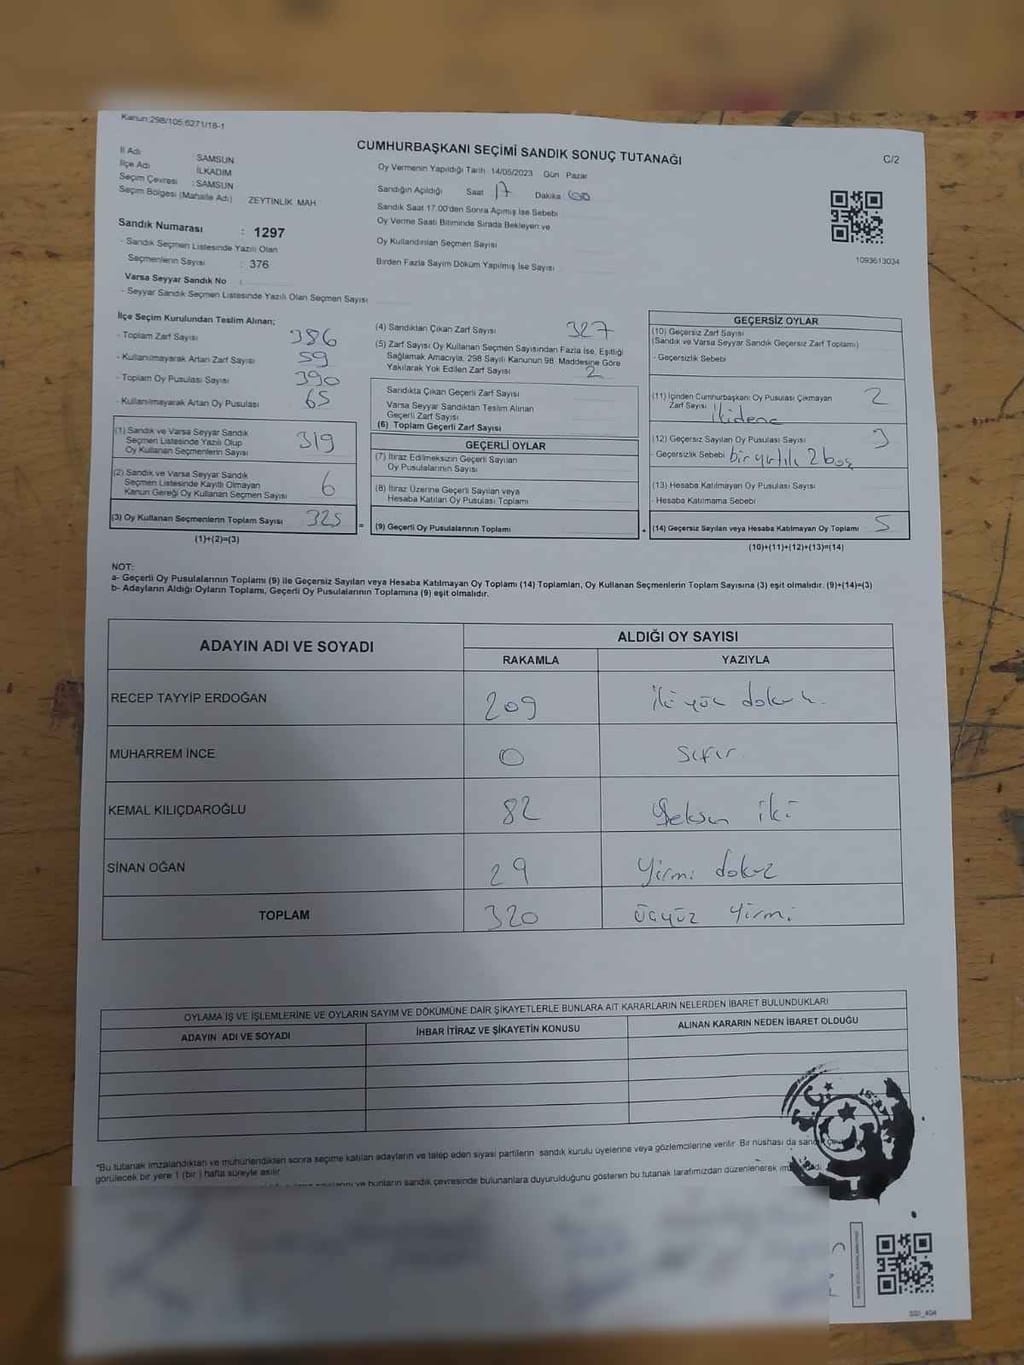 Kanun:298/105;6271/18-1
CUMHURBAŞKANI SEÇİMİ SANDIK SONUÇ TUTANAĞI
C/2
İl Adı : SAMSUN
İlçe Adı : İLKADIM
Seçim Çevresi : SAMSUN
Seçim Bölgesi (Mahalle Adı) ZEYTİNLİK MAH.
Oy Vermenin Yapıldığı Tarih 14/05/2023 Gün Pazar
Sandığın Açıldığı Saat 17 Dakika 00
Sandık Saat 17.00'den Sonra Açımış İse Sebebi
Oy Verme Saati Bitiminde Sırada Bekleyen ve
Oy Kullandırılan Seçmen Sayısı
Birden Fazla Sayım Döküm Yapılmış İse Sayısı
1093613034
Sandık Numarası : 1297
- Sandık Seçmen Listesinde Yazılı Olan
Seçmenlerin Sayısı : 376
Varsa Seyyar Sandık No :
- Seyyar Sandık Seçmen Listesinde Yazılı Olan Seçmen Sayısı
İlçe Seçim Kurulundan Teslim Alınan;
- Toplam Zarf Sayısı 386
- Kullanılmayarak Artan Zarf Sayısı 59
- Toplam Oy Pusulası Sayısı 390
- Kullanılmayarak Artan Oy Pusulası 65
(1) Sandık ve Varsa Seyyar Sandık
Seçmen Listesinde Yazılı Olup
Oy Kullanan Seçmenlerin Sayısı 319
(2) Sandık ve Varsa Seyyar Sandık
Seçmen Listesinde Kayıtlı Olmayan
Kanun Gereği Oy Kullanan Seçmen Sayısı 6
(3) Oy Kullanan Seçmenlerin Toplam Sayısı 325 =
(1)+(2)=(3)
(4) Sandıktan Çıkan Zarf Sayısı 327
(5) Zarf Sayısı Oy Kullanan Seçmen Sayısından Fazla İse, Eşitliği
Sağlamak Amacıyla, 298 Sayılı Kanunun 98. Maddesine Göre
Yakılarak Yok Edilen Zarf Sayısı 2
Sandıkta Çıkan Geçerli Zarf Sayısı
Varsa Seyyar Sandıktan Teslim Alınan
Geçerli Zarf Sayısı
(6) Toplam Geçerli Zarf Sayısı
GEÇERLİ OYLAR
(7) İtiraz Edilmeksizin Geçerli Sayılan
Oy Pusulalarının Sayısı
(8) İtiraz Üzerine Geçerli Sayılan veya
Hesaba Katılan Oy Pusulası Toplamı
(9) Geçerli Oy Pusulalarının Toplamı +
GEÇERSİZ OYLAR
(10) Geçersiz Zarf Sayısı
(Sandık ve Varsa Seyyar Sandık Geçersiz Zarf Toplamı)
- Geçersizlik Sebebi
(11) İçinden Cumhurbaşkanı Oy Pusulası Çıkmayan
Zarf Sayısı 2
(12) Geçersiz Sayılan Oy Pusulası Sayısı 3
- Geçersizlik Sebebi bir yırtık 2 boş
(13) Hesaba Katılmayan Oy Pusulası Sayısı
- Hesaba Katılmama Sebebi
(14) Geçersiz Sayılan veya Hesaba Katılmayan Oy Toplamı 5
(10)+(11)+(12)+(13)=(14)
NOT:
a- Geçerli Oy Pusulalarının Toplamı (9) ile Geçersiz Sayılan veya Hesaba Katılmayan Oy Toplamı (14) Toplamları, Oy Kullanan Seçmenlerin Toplam Sayısına (3) eşit olmalıdır. (9)+(14)=(3)
b- Adayların Aldığı Oyların Toplamı, Geçerli Oy Pusulalarının Toplamına (9) eşit olmalıdır.
ADAYIN ADI VE SOYADI
ALDIĞI OY SAYISI
RAKAMLA YAZIYLA
RECEP TAYYİP ERDOĞAN 209 iki yüz dokuz
MUHARREM İNCE 0 sıfır
KEMAL KILIÇDAROĞLU 82 seksen iki
SİNAN OĞAN 29 yirmi dokuz
TOPLAM 320 üçyüz yirmi
OYLAMA İŞ VE İŞLEMLERİNE VE OYLARIN SAYIM VE DÖKÜMÜNE DAİR ŞİKAYETLERLE BUNLARA AİT KARARLARIN NELERDEN İBARET BULUNDUKLARI
ADAYIN ADI VE SOYADI İHBAR İTİRAZ VE ŞİKAYETİN KONUSU ALINAN KARARIN NEDEN İBARET OLDUĞU
"Bu tutanak imzalandıktan ve mühürlendikten sonra seçime katılan adayların ve talep eden siyasi partilerin sandık kurulu üyelerine veya gözlemcilerine verilir. Bir nüshası da
görülecek bir yere 1 (bir) hafta süreyle asılır.
ve bunların sandık çevresinde bulunanlara duyurulduğunu gösteren bu tutanak tarafımızdan düzenlenerek